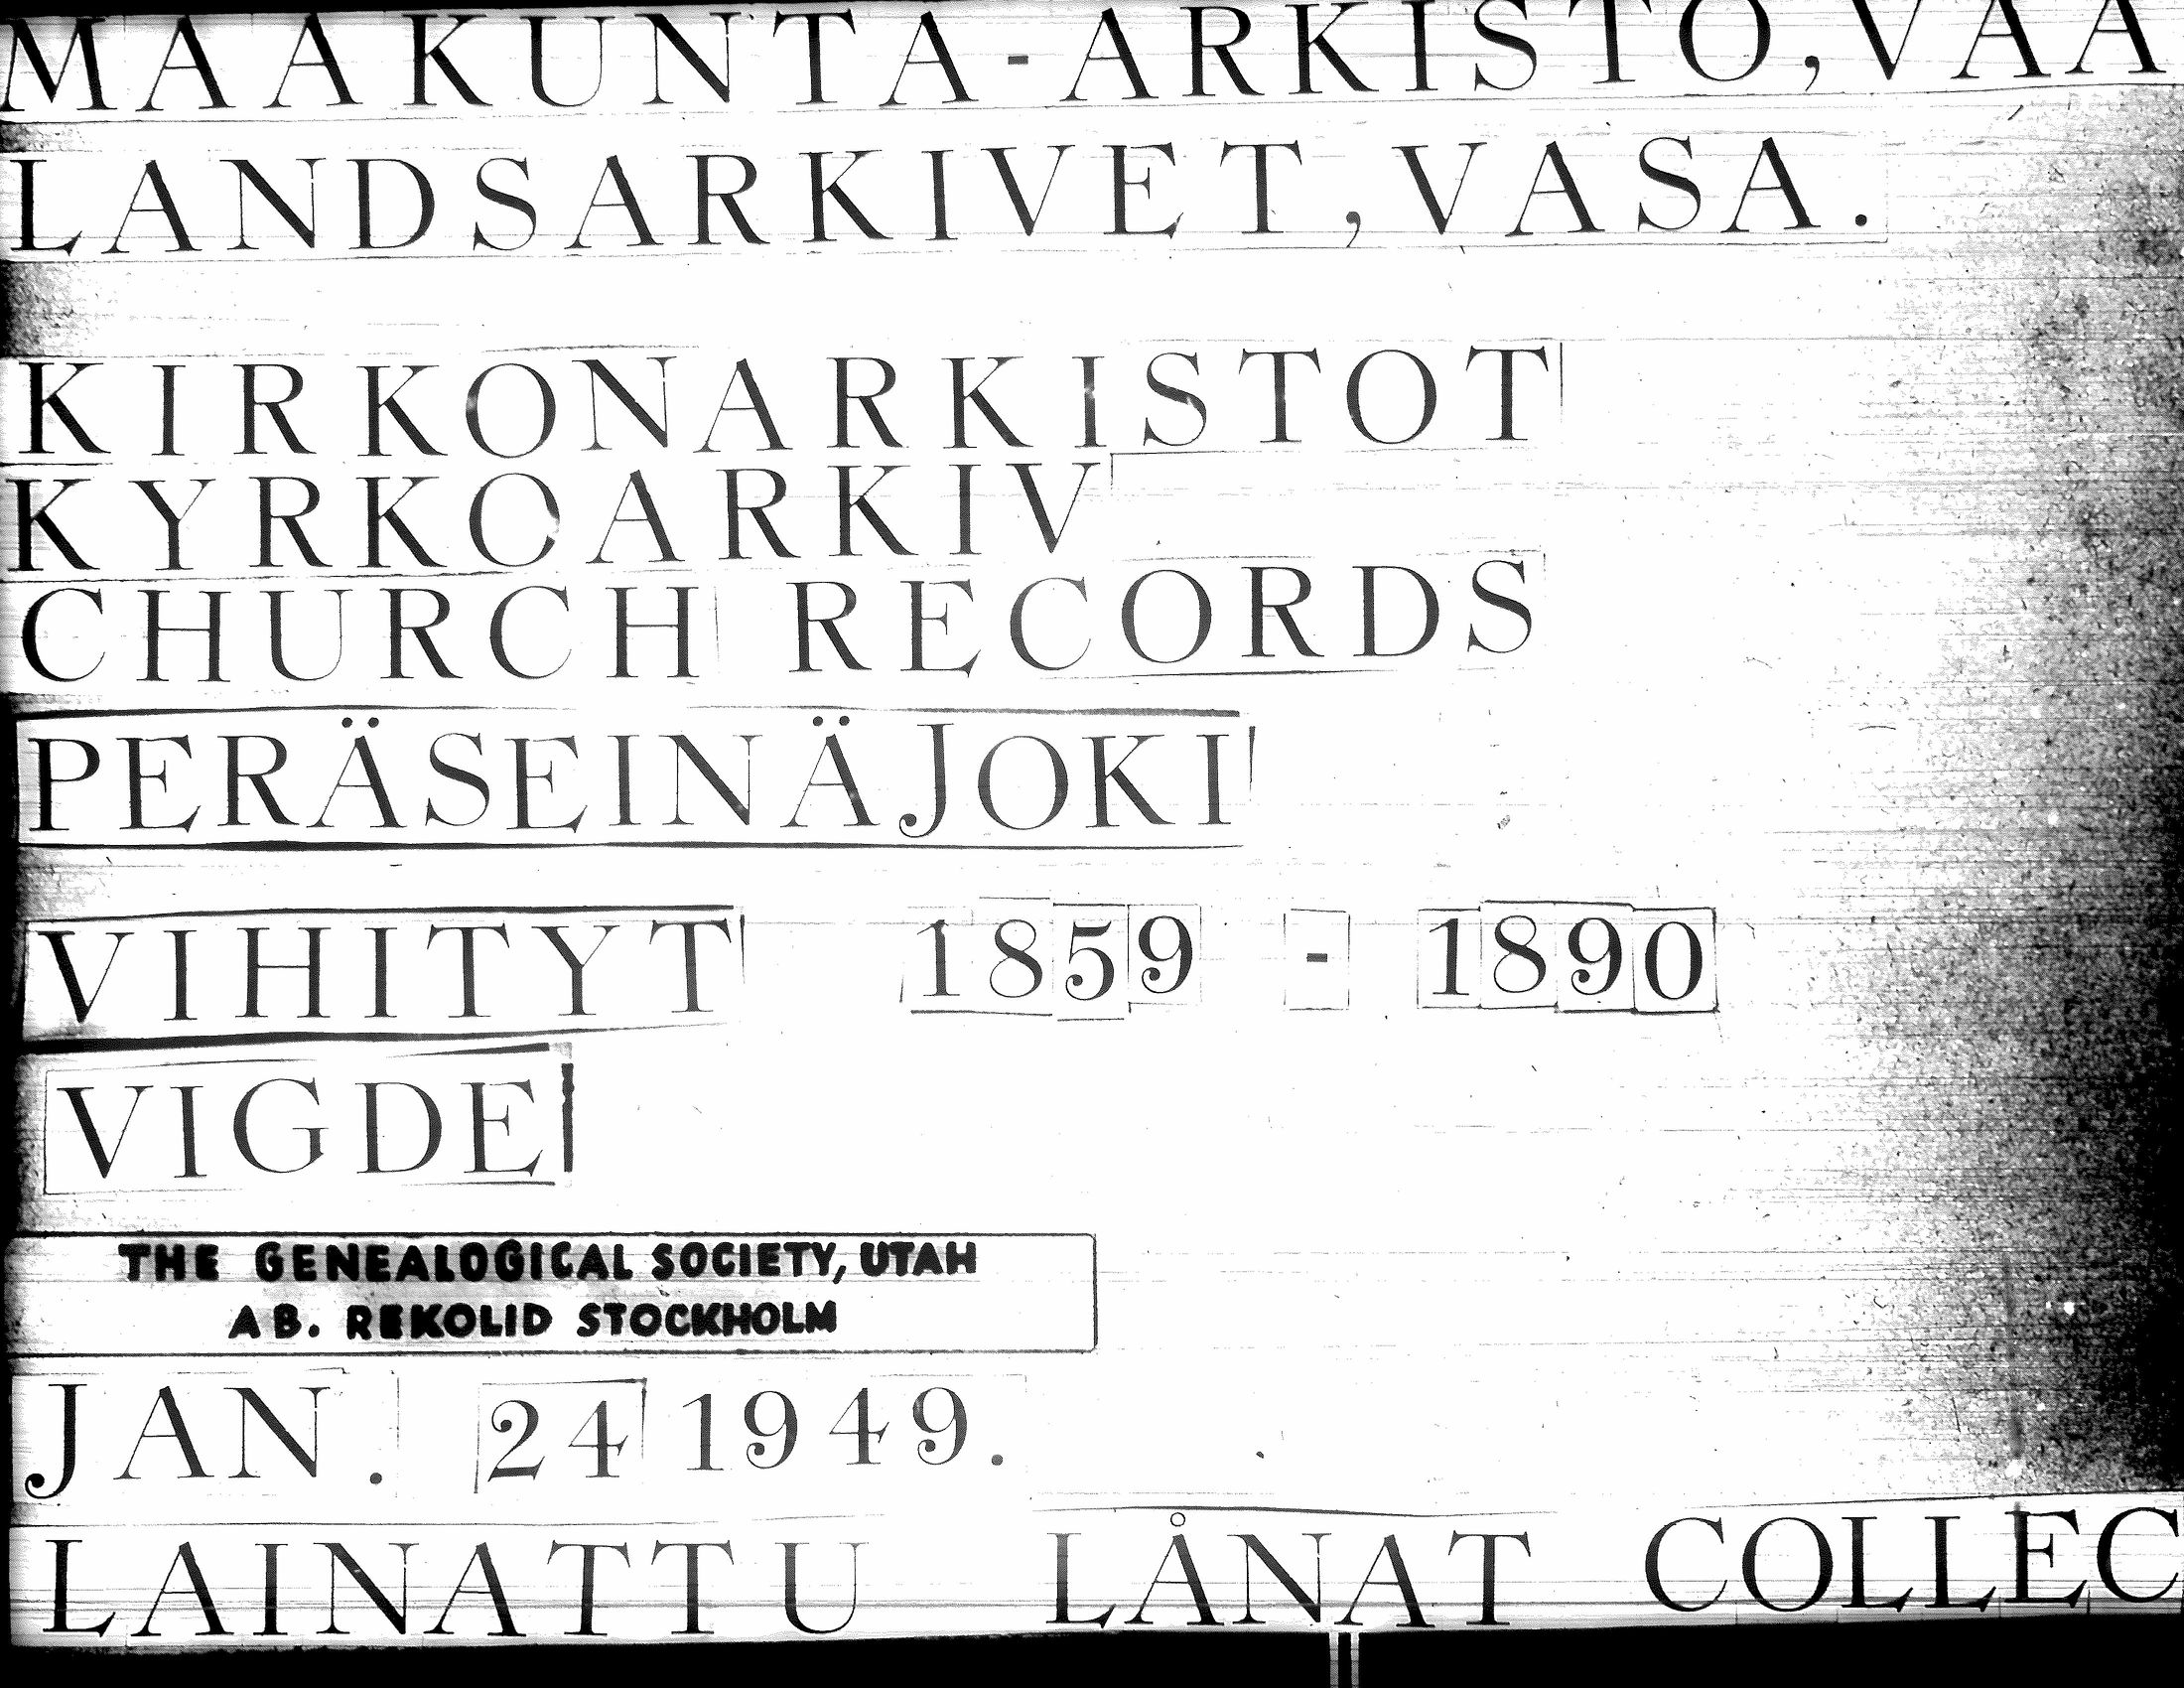 MAAKUNTA-ARKISTO, VAA
LANDSARKIVET, VASA.
KIRKONARKISTOT
KYRKOARKIV
CHURCH RECORDS
PERÄSEINÄJOKI
VIHITYT 1859 - 1890
VIGDE
THE GENEALOGICAL SOCIETY, UTAH
AB. REKOLID STOCKHOLM
JAN. 24 1949.
LAINATTU LÅNAT COLLEC